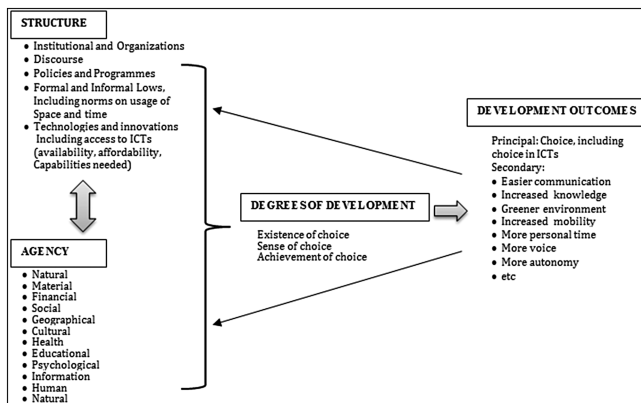 STRUCTURE
• Institutional and Organizations
• Discourse
• Policies and Programmes
• Formal and Informal Lows,
Including norms on usage of
Space and time
• Technologies and innovations
Including access to ICTs
(availability, affordability,
Capabilities needed)
AGENCY
• Natural
• Material
• Financial
• Social
• Geographical
• Cultural
• Health
• Educational
• Psychological
• Information
• Human
• Natural
DEGREES OF DEVELOPMENT
Existence of choice
Sense of choice
Achievement of choice
DEVELOPMENT OUTCOMES
Principal: Choice, including
choice in ICTs
Secondary:
• Easier communication
• Increased knowledge
• Greener environment
• Increased mobility
• More personal time
• More voice
• More autonomy
• etc